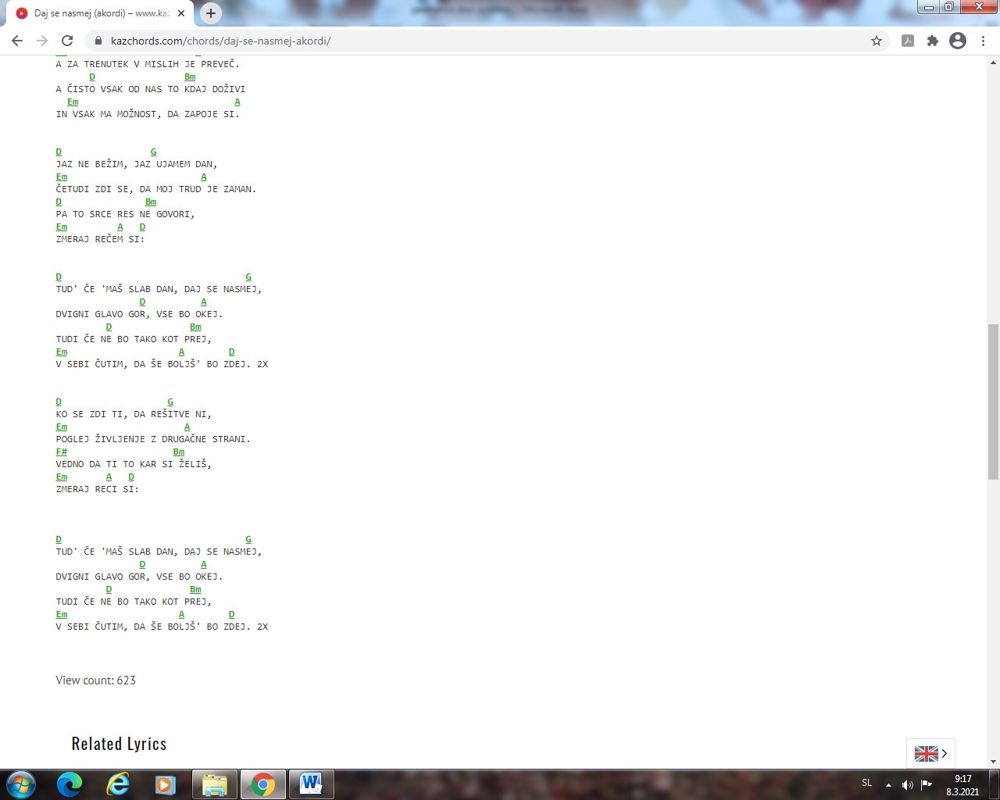 Daj se nasmej (akordi) – www.kaz
kazchords.com/chords/daj-se-nasmej-akordi/
A ZA TRENUTEK V MISLIH JE PREVEČ.
D Bm
A ČISTO VSAK OD NAS TO KDAJ DOŽIVI
Em A
IN VSAK MA MOŽNOST, DA ZAPOJE SI.
D G
JAZ NE BEŽIM, JAZ UJAMEM DAN,
Em A
ČETUDI ZDI SE, DA MOJ TRUD JE ZAMAN.
D Bm
PA TO SRCE RES NE GOVORI,
Em A D
ZMERAJ REČEM SI:
D G
TUD' ČE 'MAŠ SLAB DAN, DAJ SE NASMEJ,
D A
DVIGNI GLAVO GOR, VSE BO OKEJ.
D Bm
TUDI ČE NE BO TAKO KOT PREJ,
Em A D
V SEBI ČUTIM, DA ŠE BOLJŠ' BO ZDEJ. 2X
D G
KO SE ZDI TI, DA REŠITVE NI,
Em A
POGLEJ ŽIVLJENJE Z DRUGAČNE STRANI.
F# Bm
VEDNO DA TI TO KAR SI ŽELIŠ,
Em A D
ZMERAJ RECI SI:
D G
TUD' ČE 'MAŠ SLAB DAN, DAJ SE NASMEJ,
D A
DVIGNI GLAVO GOR, VSE BO OKEJ.
D Bm
TUDI ČE NE BO TAKO KOT PREJ,
Em A D
V SEBI ČUTIM, DA ŠE BOLJŠ' BO ZDEJ. 2X
View count: 623
Related Lyrics
SL
9:17
8.3.2021